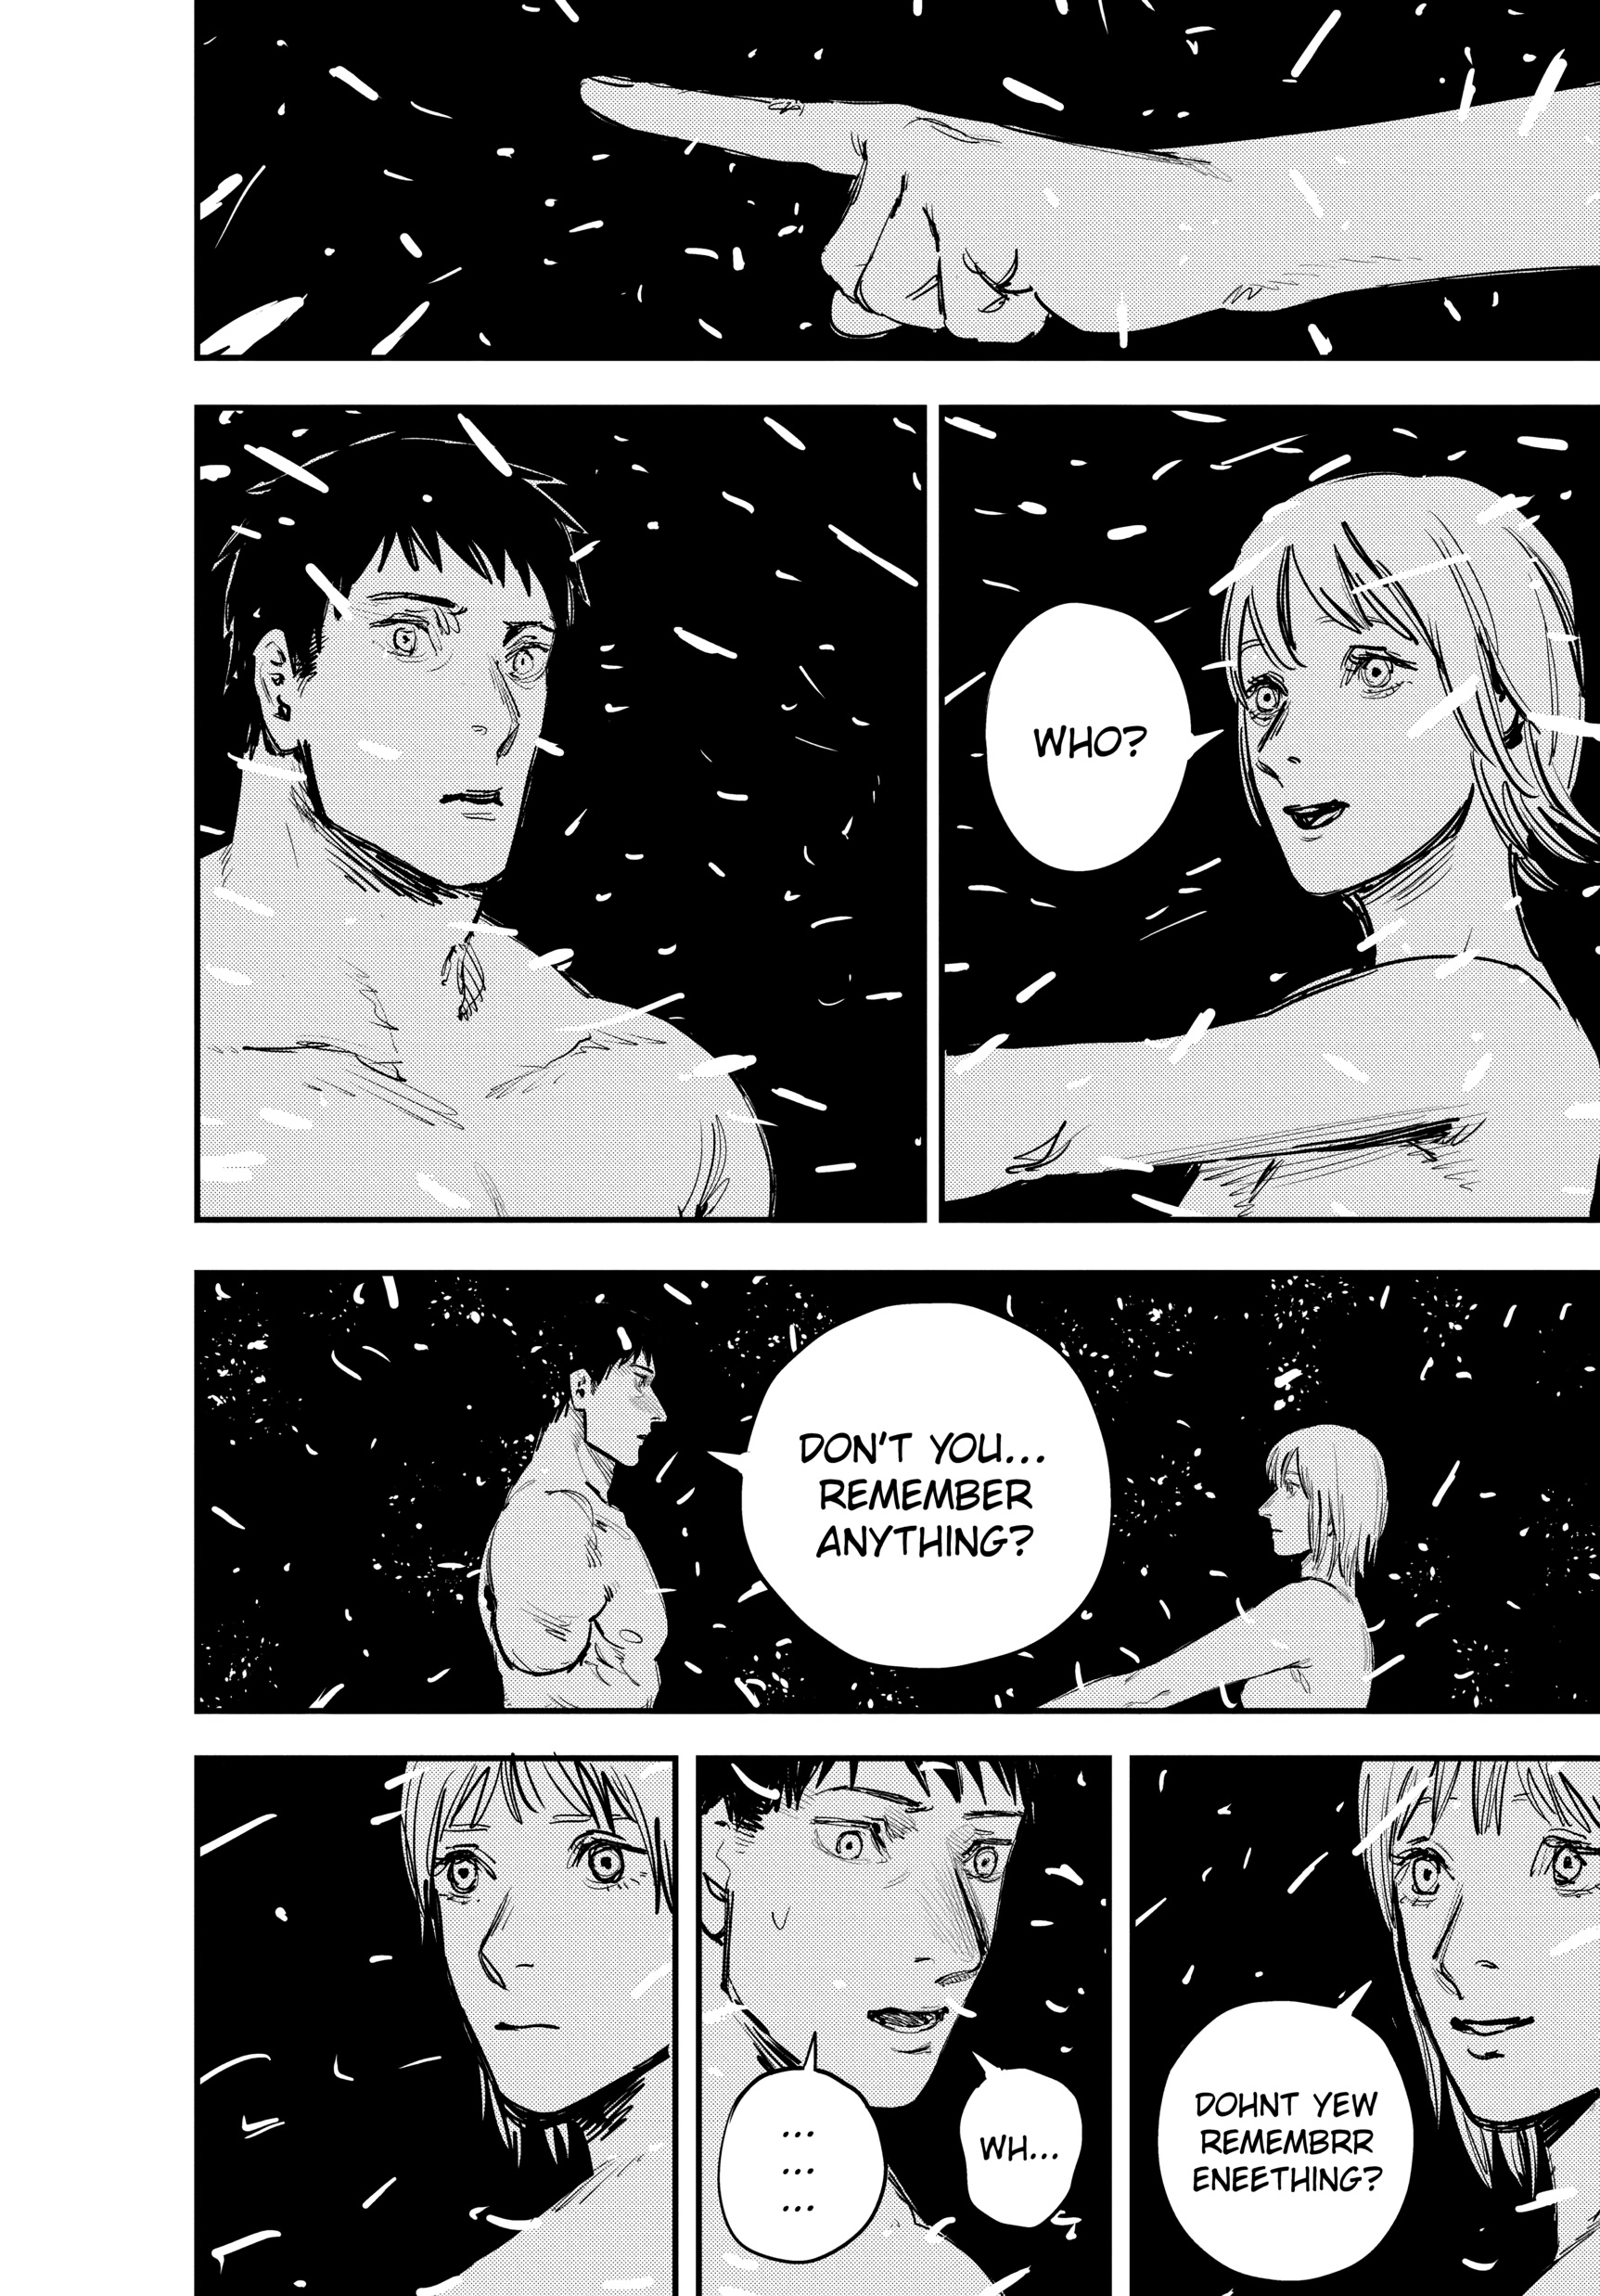 WHO?
DON'T YOU...
REMEMBER
ANYTHING?
DOHNT YEW
REMEMBRR
ENEETHING?
WH...
...
...
...